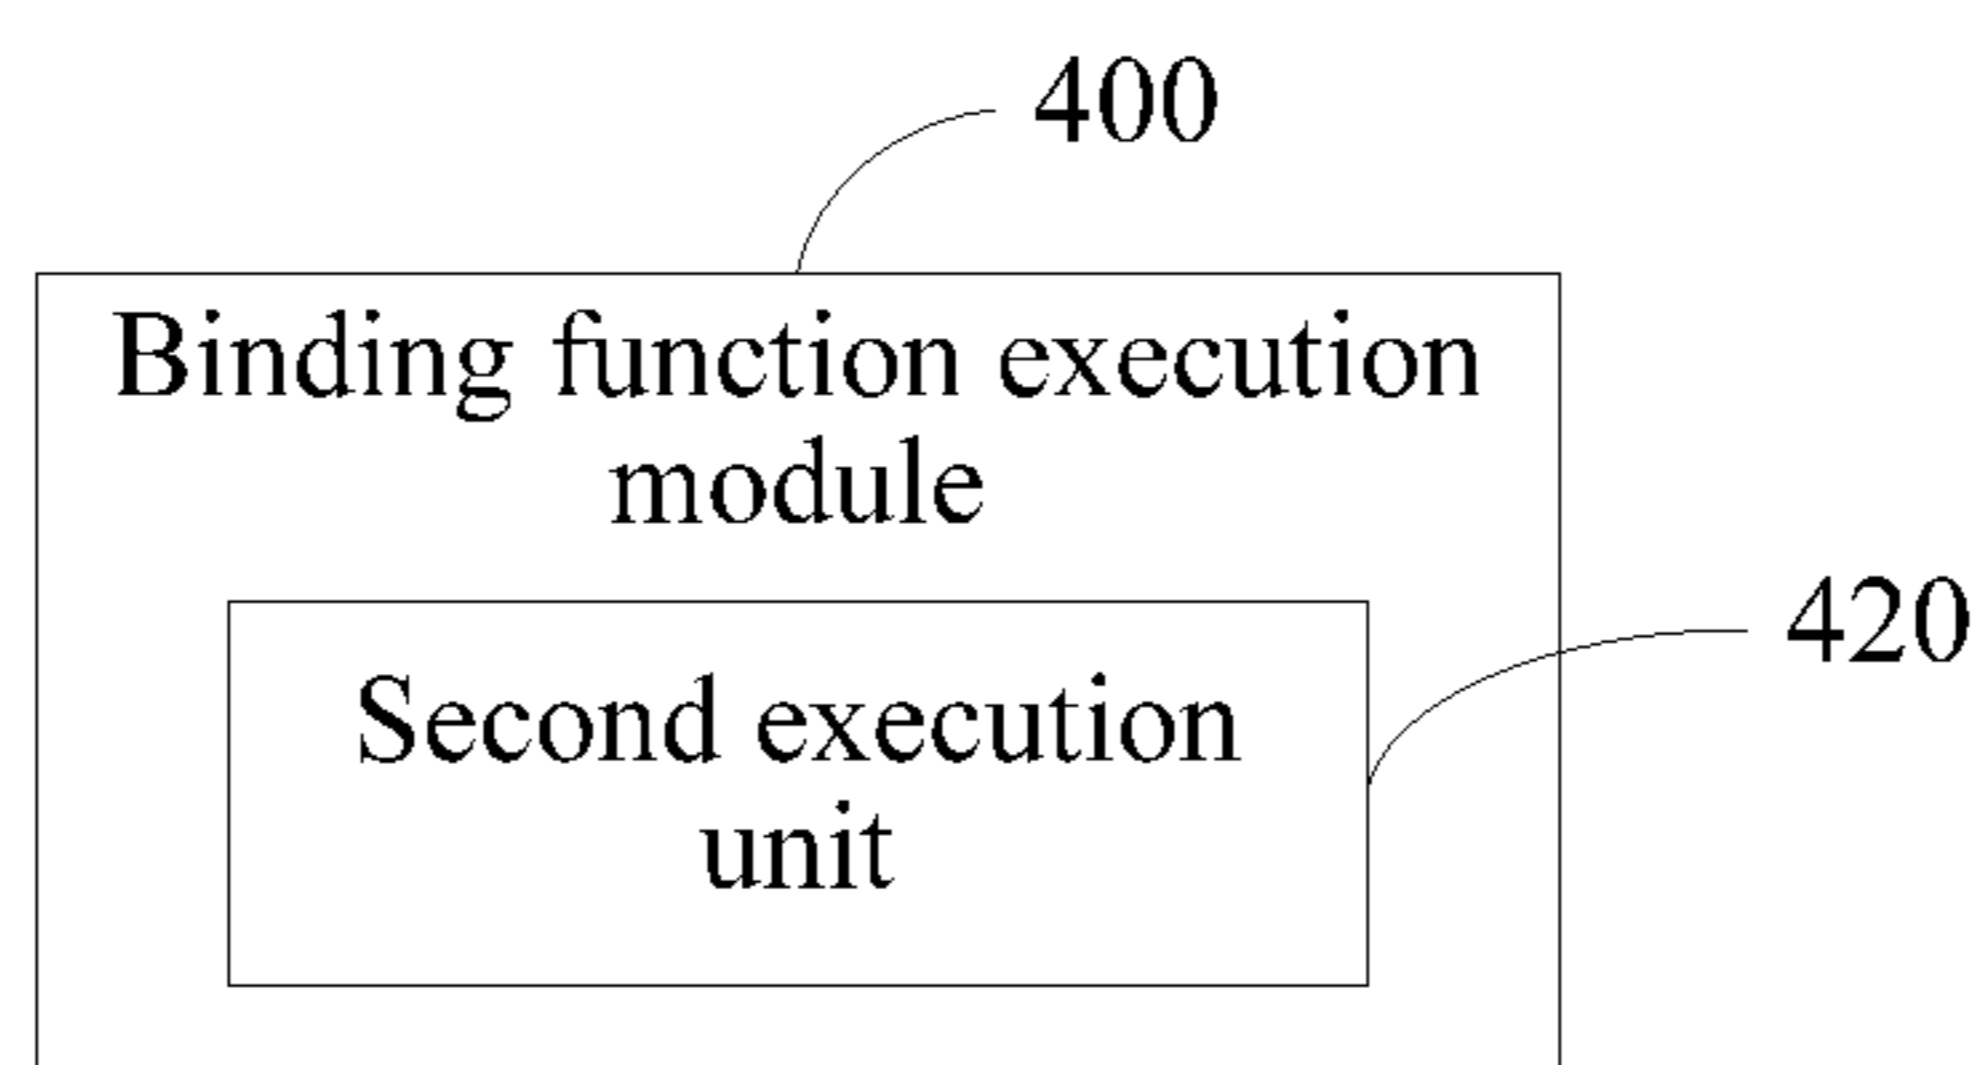 400
Binding function execution
module
420
Second execution
unit